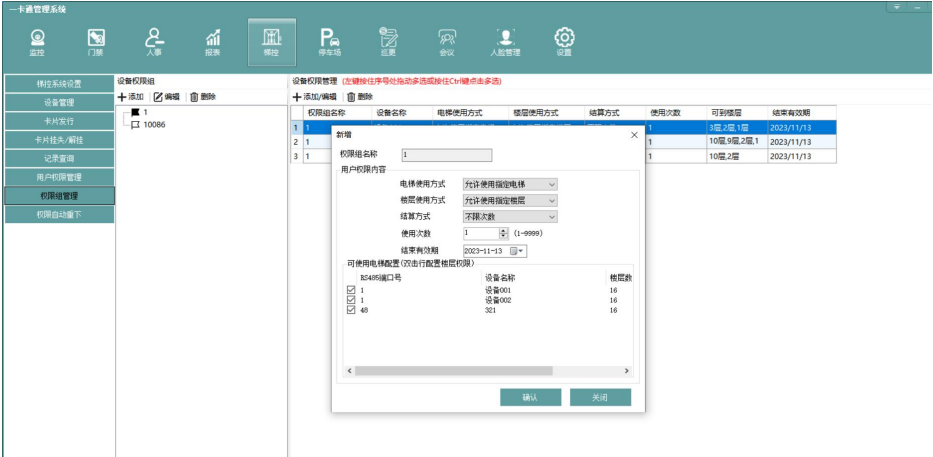 一卡通管理系统
监控 门禁 人事 报表 梯控 停车场 巡更 会议 人脸管理 设置
梯控系统设置
设备管理
卡片发行
卡片挂失/解挂
记录查询
用户权限管理
权限组管理
权限自动重下
设备权限组
添加 编辑 删除
1
10086
设备权限管理 (左键按住序号处拖动多选或按住Ctrl键点击多选)
添加/编辑 删除
权限组名称 设备名称 电梯使用方式 楼层使用方式 结算方式 使用次数 可到楼层 结束有效期
1 1 1 3层,2层,1层 2023/11/13
2 1 1 10层,9层,2层,1 2023/11/13
3 1 1 10层,2层 2023/11/13
新增
权限组名称 1
用户权限内容
电梯使用方式 允许使用指定电梯
楼层使用方式 允许使用指定楼层
结算方式 不限次数
使用次数 1 (1-9999)
结束有效期 2023-11-13
可使用电梯配置(双击行配置楼层权限)
RS485端口号 设备名称 楼层数
1 设备001 16
1 设备002 16
48 321 16
确认 关闭